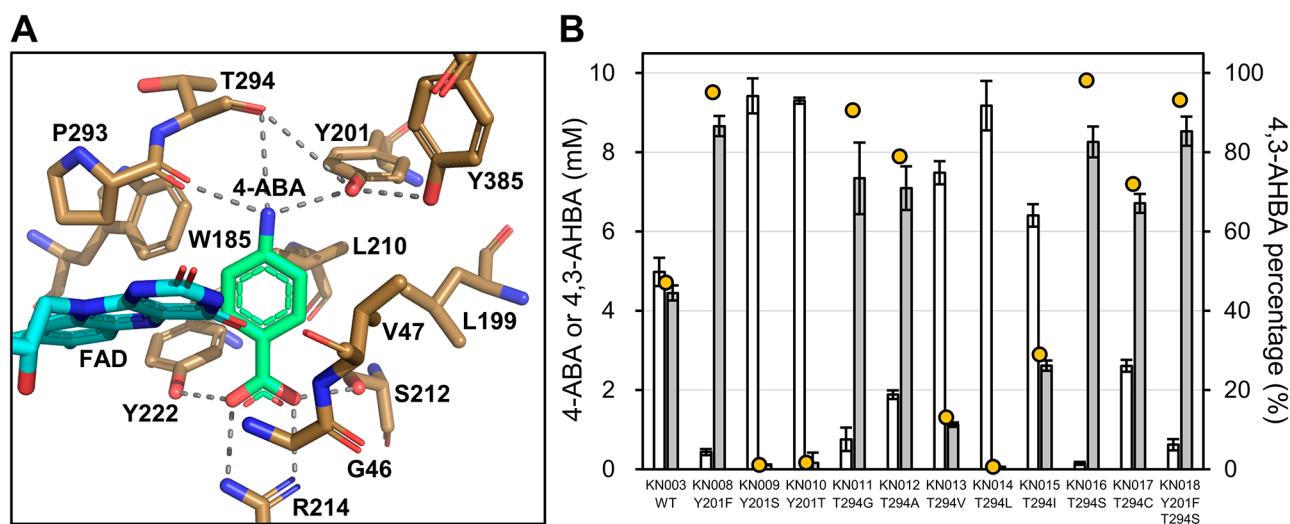 A
T294
P293
Y201
4-ABA
Y385
W185
L210
L199
V47
FAD
S212
Y222
G46
R214
B
4-ABA or 4,3-AHBA (mM)
10
8
6
4
2
0
100
80
60
40
20
0
4,3-AHBA percentage (%)
KN003 KN008 KN009 KN010 KN011 KN012 KN013 KN014 KN015 KN016 KN017 KN018
WT Y201F Y201S Y201T T294G T294A T294V T294L T294I T294S T294C Y201F
T294S